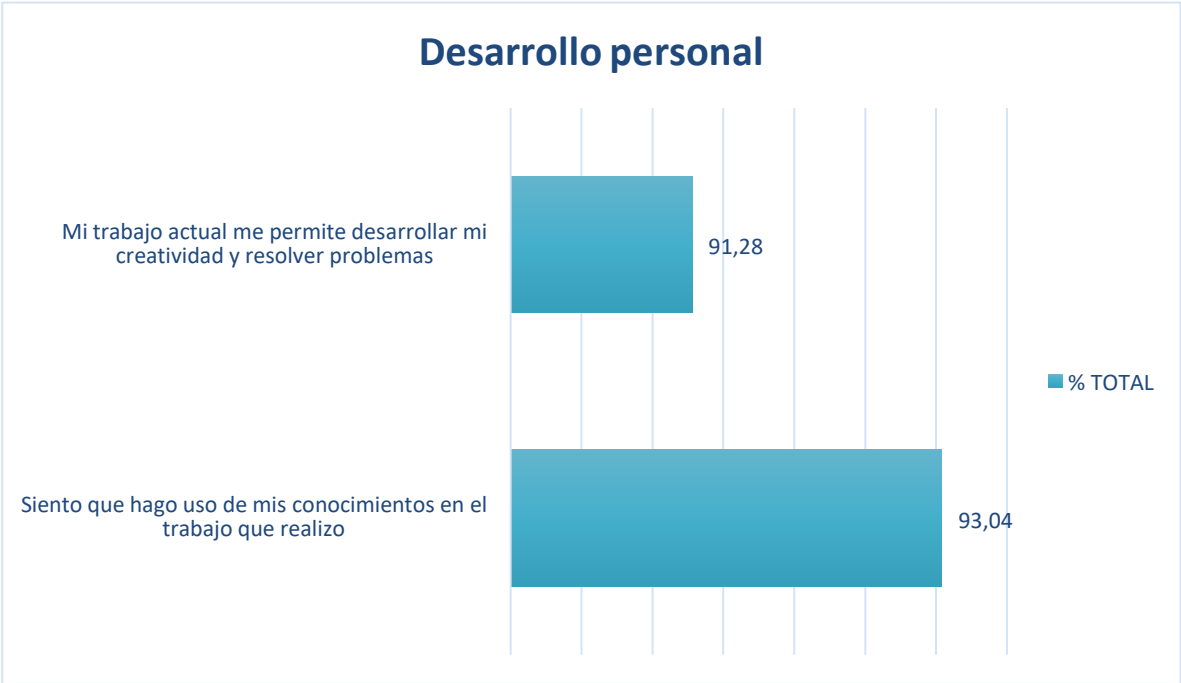 Desarrollo personal
Mi trabajo actual me permite desarrollar mi
creatividad y resolver problemas
91,28
% TOTAL
Siento que hago uso de mis conocimientos en el
trabajo que realizo
93,04